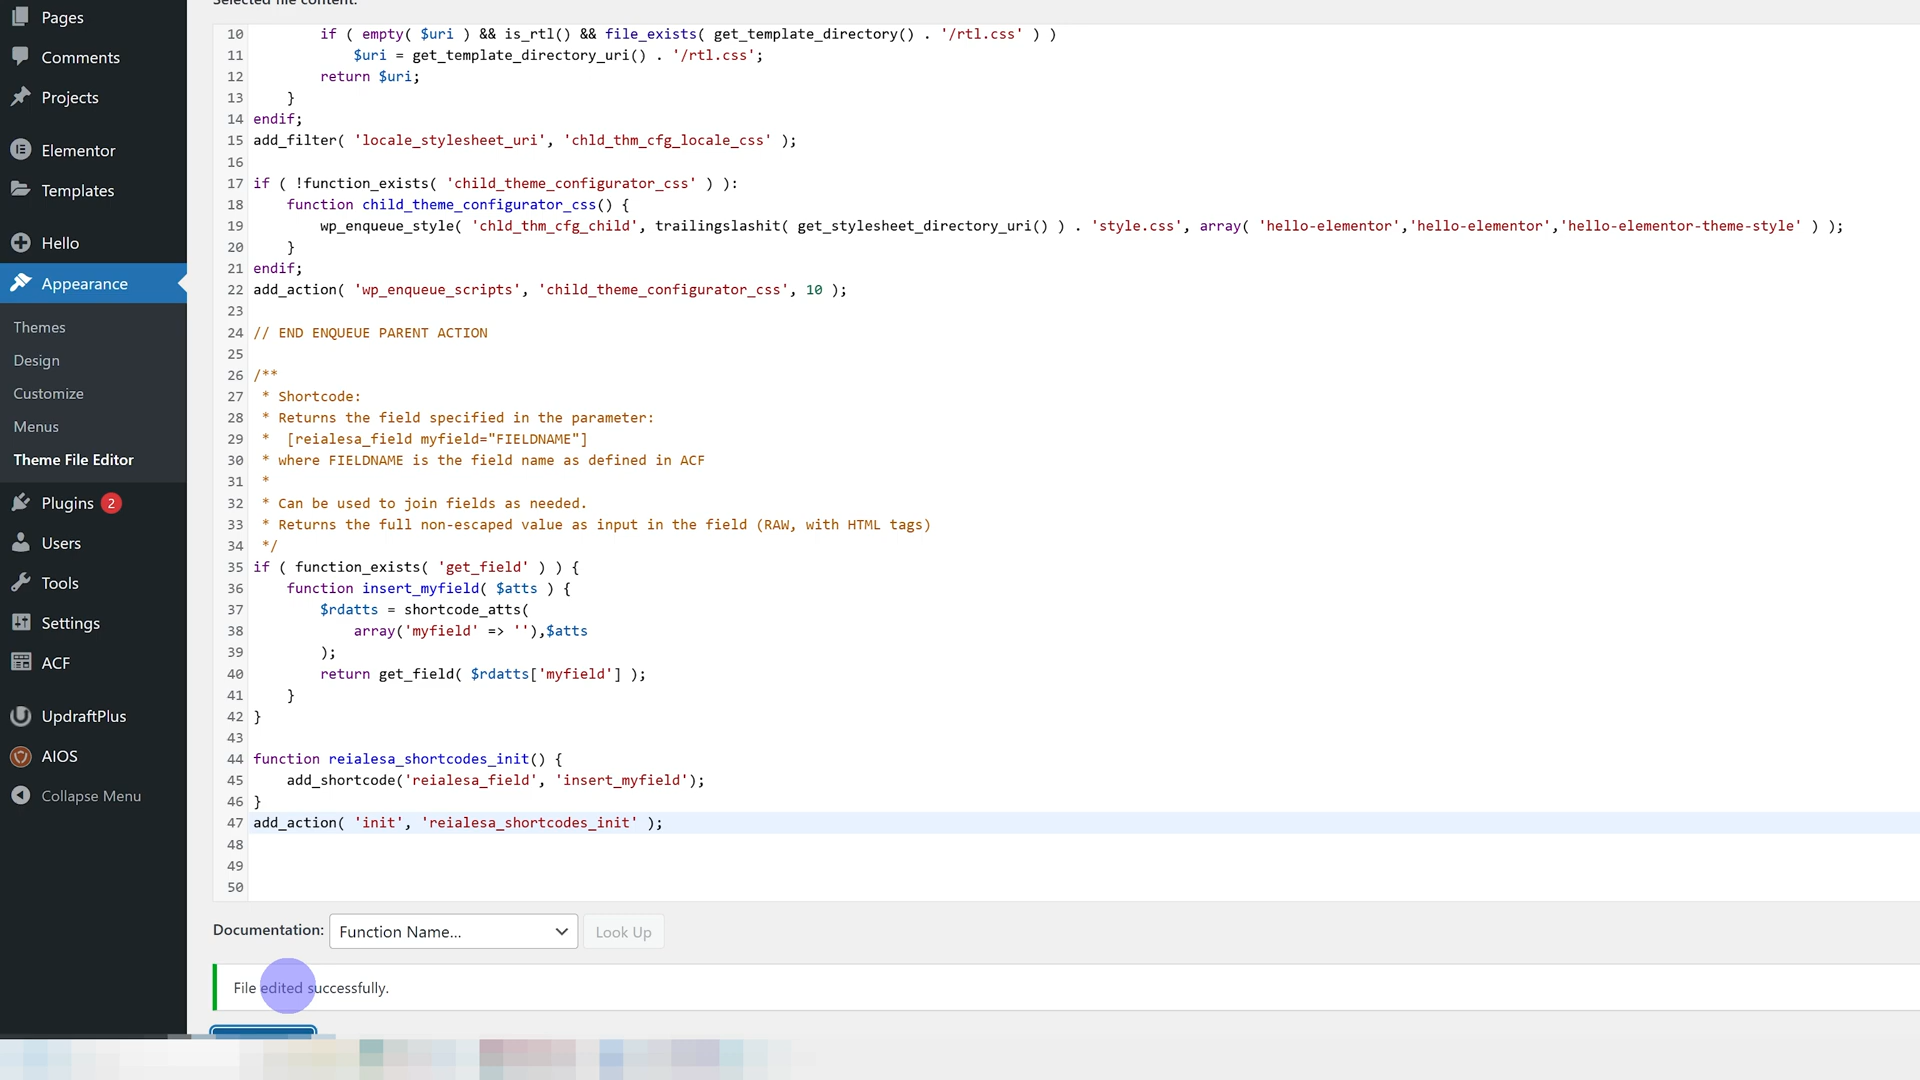 Pages
Comments
Projects
Elementor
Templates
Hello
Appearance
Themes
Design
Customize
Menus
Theme File Editor
Plugins 2
Users
Tools
Settings
ACF
UpdraftPlus
AIOS
Collapse Menu
Selected file content:
10 if ( empty( $uri ) && is_rtl() && file_exists( get_template_directory() . '/rtl.css' ) )
11 $uri = get_template_directory_uri() . '/rtl.css';
12 return $uri;
13 }
14 endif;
15 add_filter( 'locale_stylesheet_uri', 'chld_thm_cfg_locale_css' );
16
17 if ( !function_exists( 'child_theme_configurator_css' ) ):
18 function child_theme_configurator_css() {
19 wp_enqueue_style( 'chld_thm_cfg_child', trailingslashit( get_stylesheet_directory_uri() ) . 'style.css', array( 'hello-elementor','hello-elementor','hello-elementor-theme-style' ) );
20 }
21 endif;
22 add_action( 'wp_enqueue_scripts', 'child_theme_configurator_css', 10 );
23
24 // END ENQUEUE PARENT ACTION
25
26 /**
27 * Shortcode:
28 * Returns the field specified in the parameter:
29 * [reialesa_field myfield="FIELDNAME"]
30 * where FIELDNAME is the field name as defined in ACF
31 *
32 * Can be used to join fields as needed.
33 * Returns the full non-escaped value as input in the field (RAW, with HTML tags)
34 */
35 if ( function_exists( 'get_field' ) ) {
36 function insert_myfield( $atts ) {
37 $rdatts = shortcode_atts(
38 array('myfield' => ''),$atts
39 );
40 return get_field( $rdatts['myfield'] );
41 }
42 }
43
44 function reialesa_shortcodes_init() {
45 add_shortcode('reialesa_field', 'insert_myfield');
46 }
47 add_action( 'init', 'reialesa_shortcodes_init' );
48
49
50
Documentation: Function Name... Look Up
File edited successfully.